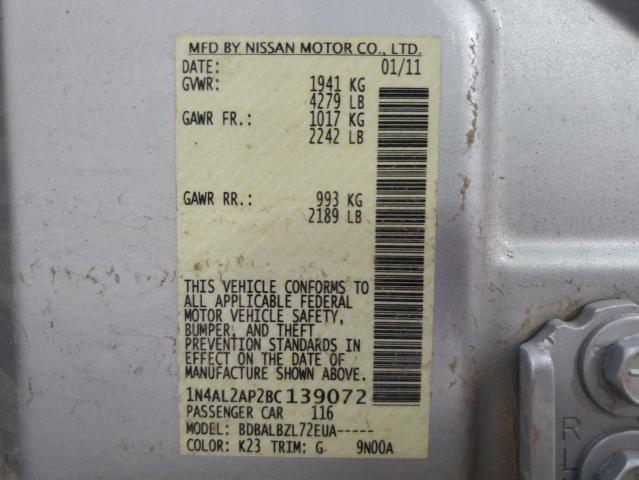 MFD BY NISSAN MOTOR CO., LTD.
DATE: 01/11
GVWR: 1941 KG
4279 LB
GAWR FR.: 1017 KG
2242 LB
GAWR RR.: 993 KG
2189 LB
THIS VEHICLE CONFORMS TO
ALL APPLICABLE FEDERAL
MOTOR VEHICLE SAFETY,
BUMPER, AND THEFT
PREVENTION STANDARDS IN
EFFECT ON THE DATE OF
MANUFACTURE SHOWN ABOVE.
1N4AL2AP2BC139072
PASSENGER CAR 116
MODEL: BDBALBZL72EUA-----
COLOR: K23 TRIM: G 9N00A
R
L